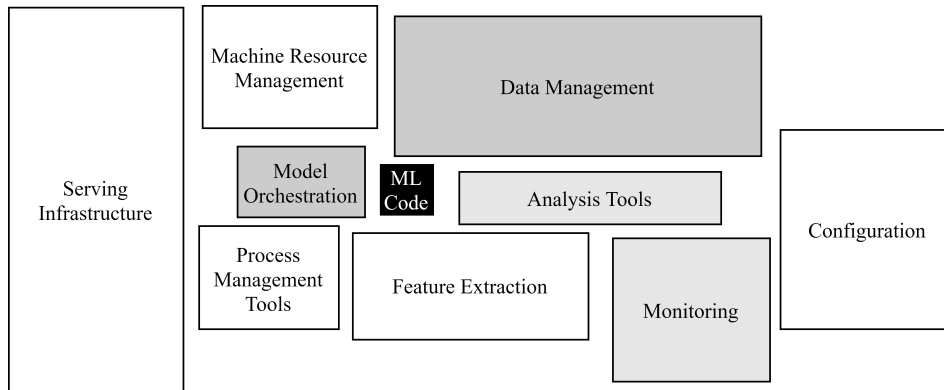 Machine Resource
Management
Data Management
Serving
Infrastructure
Model
Orchestration
ML
Code
Analysis Tools
Configuration
Process
Management
Tools
Feature Extraction
Monitoring